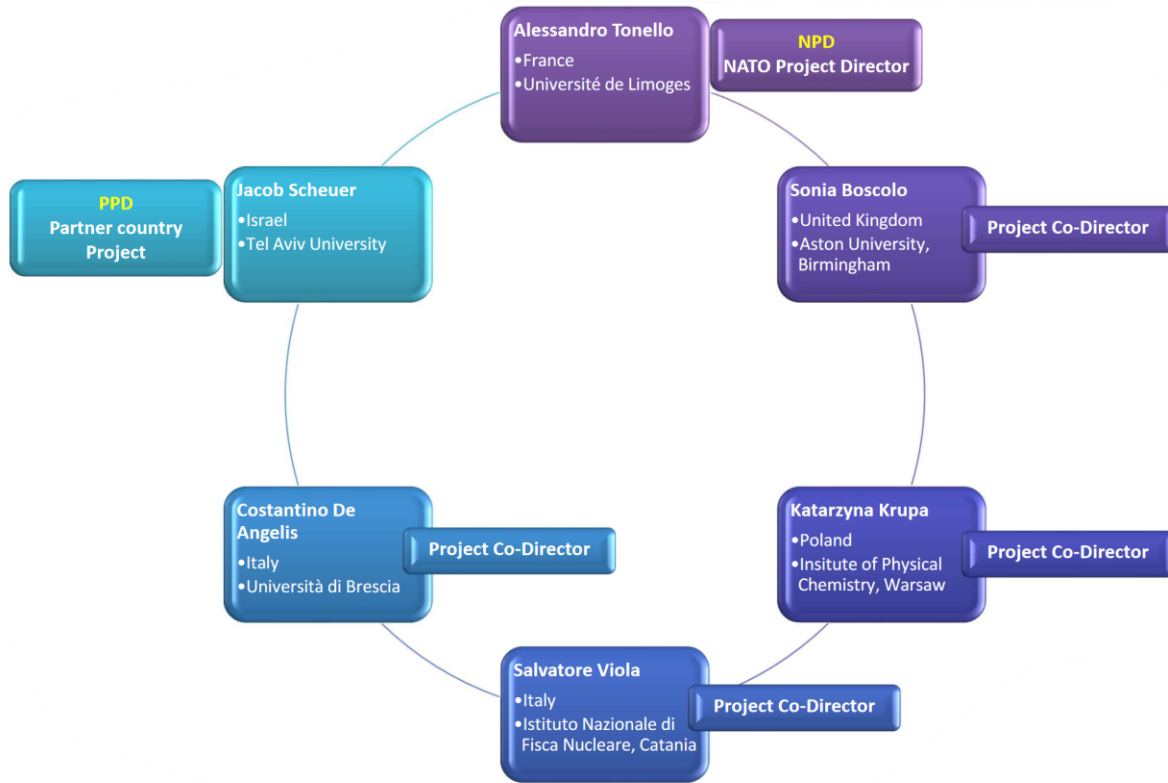 Alessandro Tonello
•France
•Université de Limoges
NPD
NATO Project Director
Sonia Boscolo
•United Kingdom
•Aston University,
Birmingham
Project Co-Director
Katarzyna Krupa
•Poland
•Insitute of Physical
Chemistry, Warsaw
Project Co-Director
Salvatore Viola
•Italy
•Istituto Nazionale di
Fisca Nucleare, Catania
Project Co-Director
Costantino De
Angelis
•Italy
•Università di Brescia
Project Co-Director
Jacob Scheuer
•Israel
•Tel Aviv University
PPD
Partner country
Project